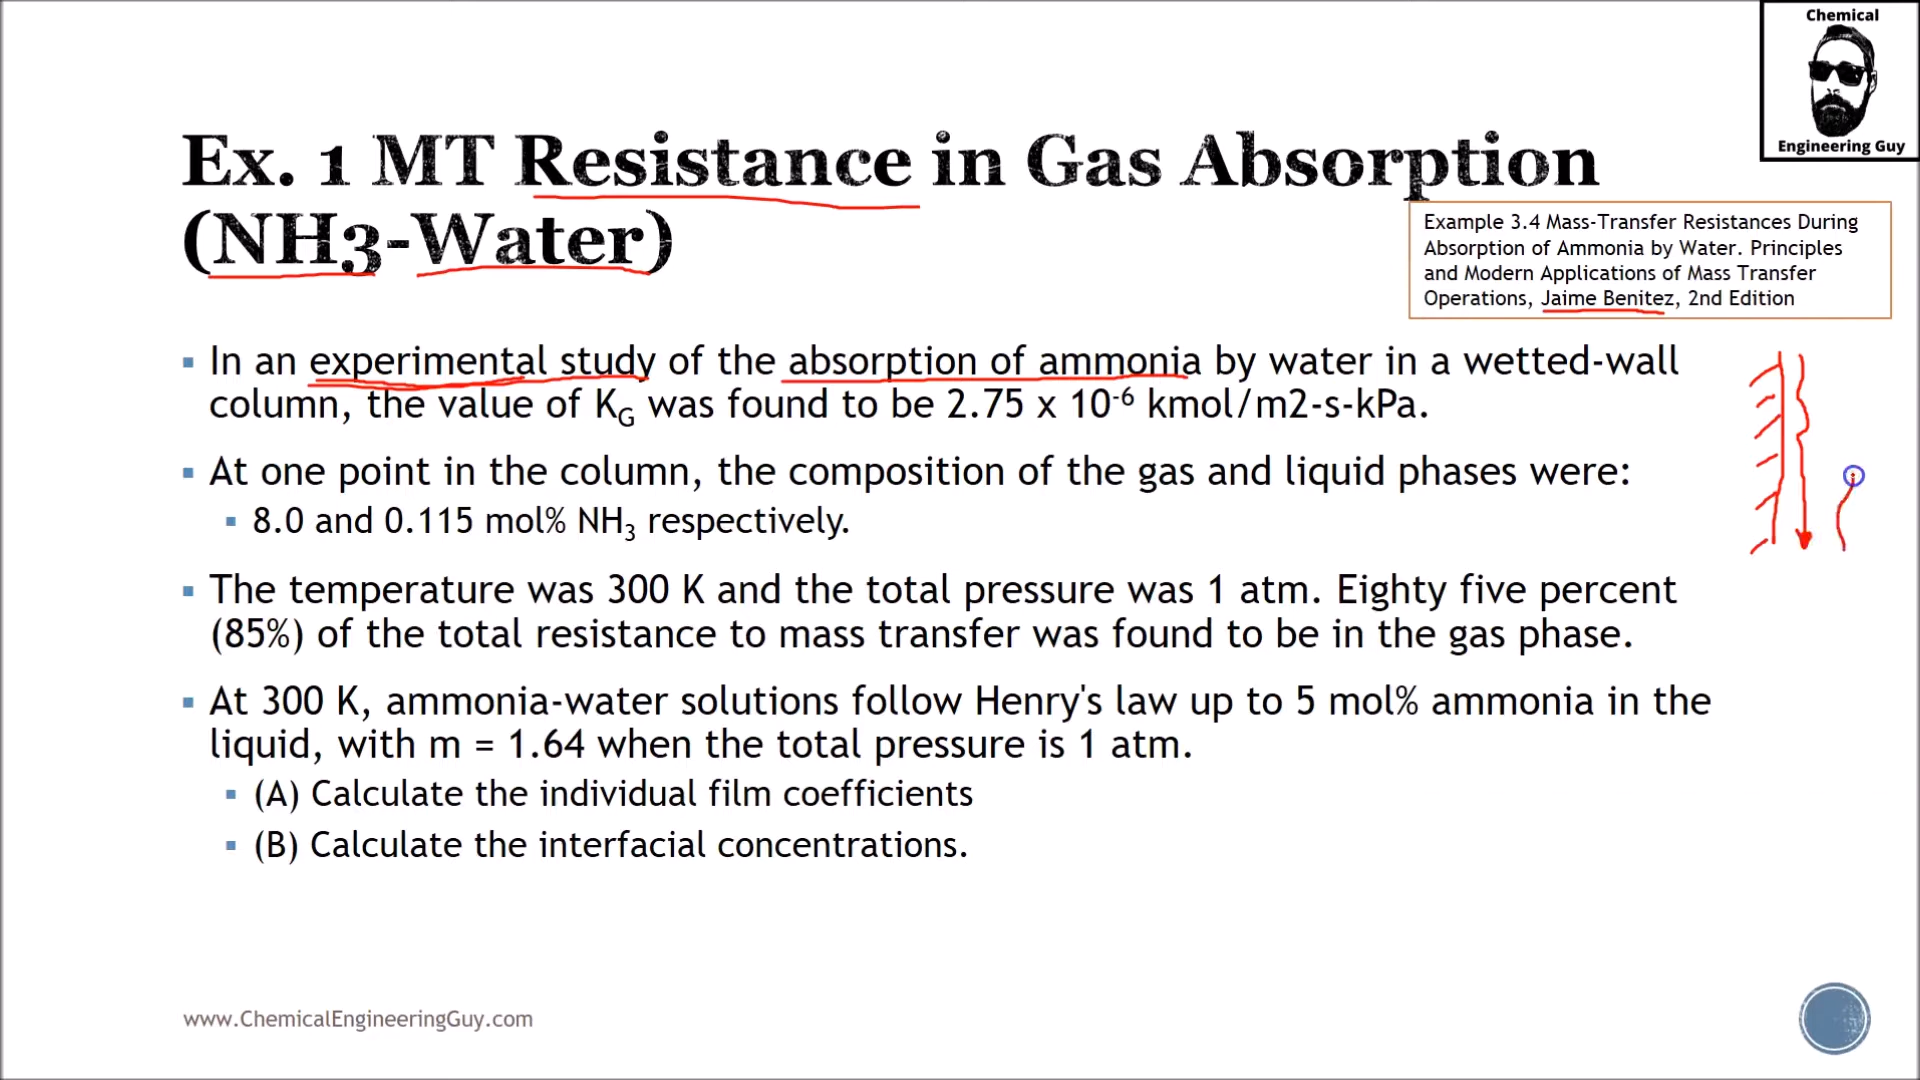 Chemical
Engineering Guy
Ex. 1 MT Resistance in Gas Absorption
(NH3-Water)
Example 3.4 Mass-Transfer Resistances During
Absorption of Ammonia by Water. Principles
and Modern Applications of Mass Transfer
Operations, Jaime Benitez, 2nd Edition
▪ In an experimental study of the absorption of ammonia by water in a wetted-wall
column, the value of K_G was found to be 2.75 x 10⁻⁶ kmol/m2-s-kPa.
▪ At one point in the column, the composition of the gas and liquid phases were:
▪ 8.0 and 0.115 mol% NH₃ respectively.
▪ The temperature was 300 K and the total pressure was 1 atm. Eighty five percent
(85%) of the total resistance to mass transfer was found to be in the gas phase.
▪ At 300 K, ammonia-water solutions follow Henry's law up to 5 mol% ammonia in the
liquid, with m = 1.64 when the total pressure is 1 atm.
▪ (A) Calculate the individual film coefficients
▪ (B) Calculate the interfacial concentrations.
www.ChemicalEngineeringGuy.com